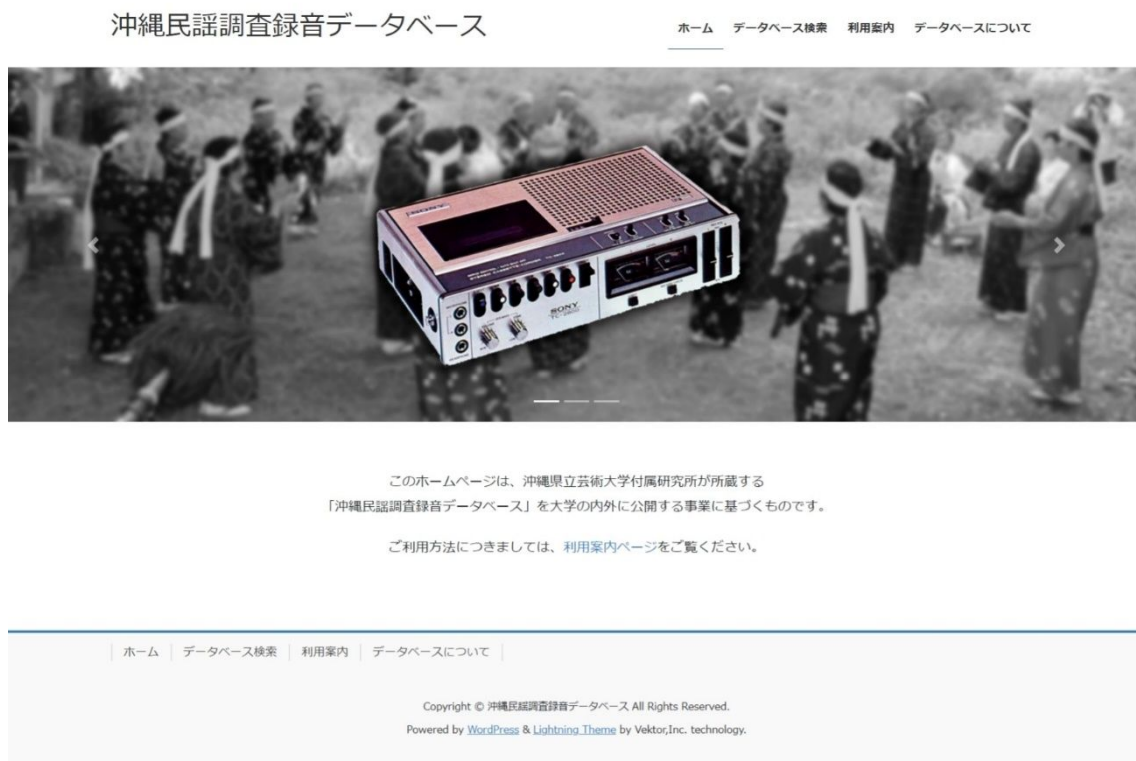 沖縄民謡調査録音データベース
ホーム データベース検索 利用案内 データベースについて
SONY
SONY
このホームページは、沖縄県立芸術大学付属研究所が所蔵する
「沖縄民謡調査録音データベース」を大学の内外に公開する事業に基づくものです。
ご利用方法につきましては、利用案内ページをご覧ください。
ホーム データベース検索 利用案内 データベースについて
Copyright © 沖縄民謡調査録音データベース All Rights Reserved.
Powered by WordPress & Lightning Theme by Vektor,Inc. technology.